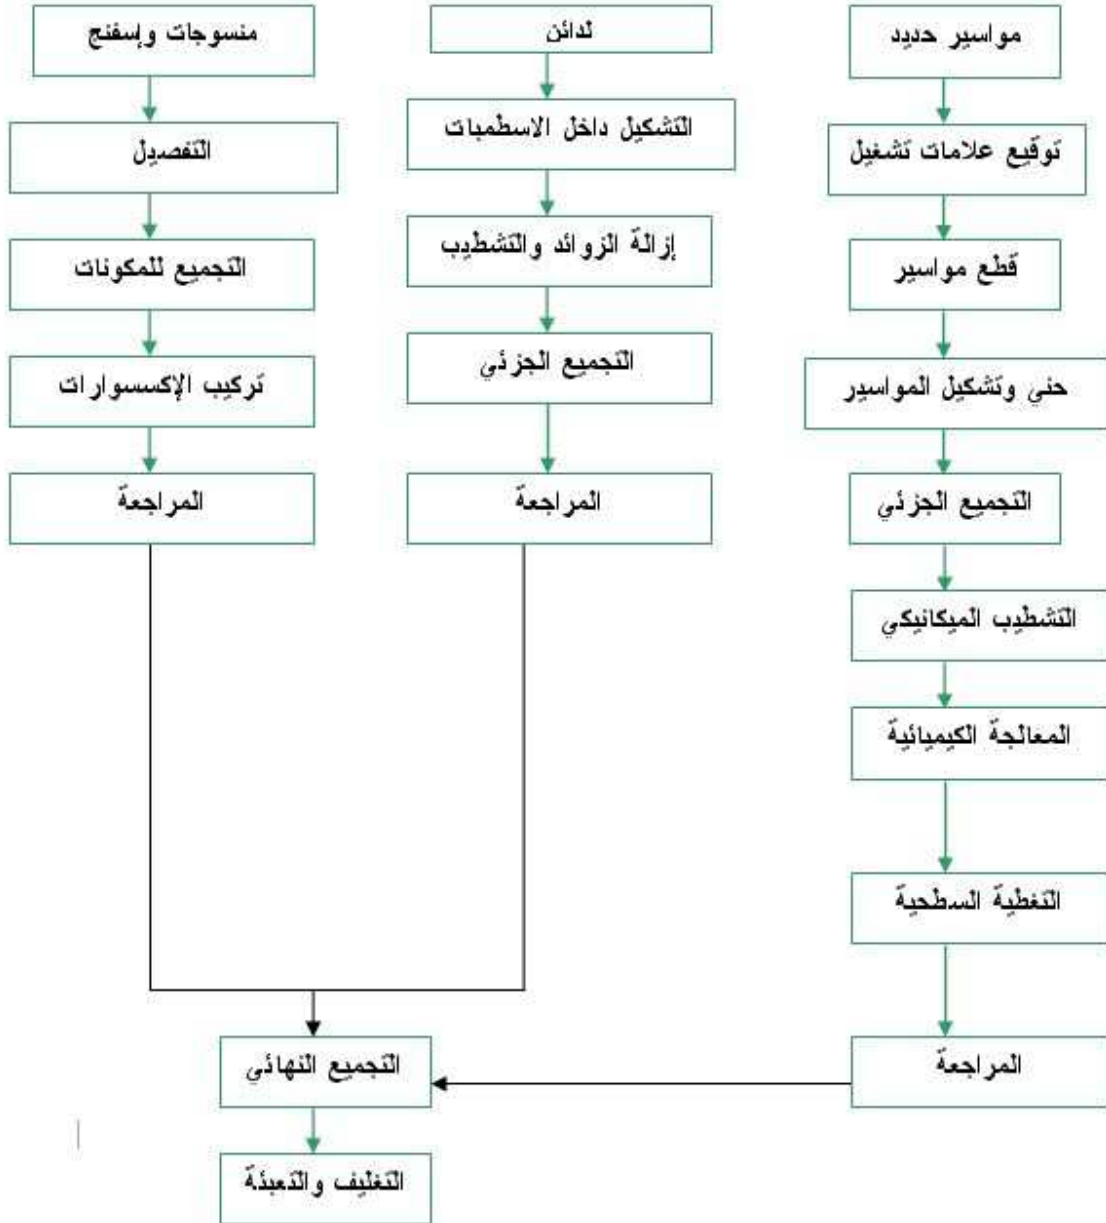 مواسير حديد
توقيع علامات تشغيل
قطع مواسير
حني وتشكيل المواسير
التجميع الجزئي
التشطيب الميكانيكي
المعالجة الكيميائية
التغطية السطحية
المراجعة
لدائن
التشكيل داخل الاسطمبات
إزالة الزوائد والتشطيب
التجميع الجزئي
المراجعة
منسوجات وإسفنج
التفصيل
التجميع للمكونات
تركيب الإكسسوارات
المراجعة
التجميع النهائي
التغليف والتعبئة